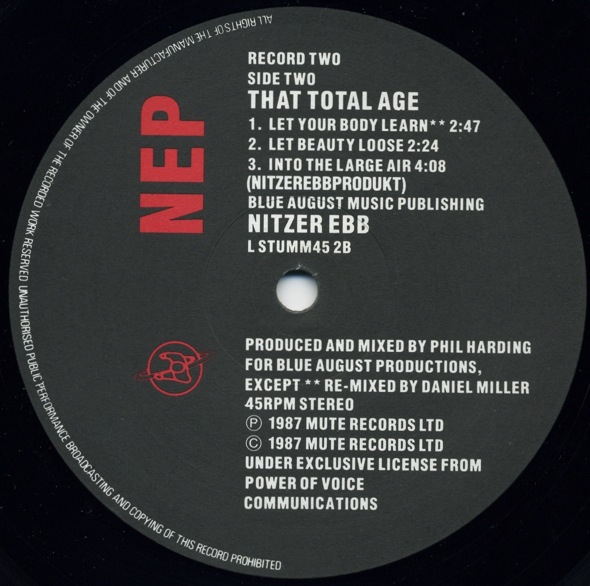 RECORD TWO
SIDE TWO
THAT TOTAL AGE
1. LET YOUR BODY LEARN** 2:47
2. LET BEAUTY LOOSE 2:24
3. INTO THE LARGE AIR 4:08
(NITZEREBBPRODUKT)
BLUE AUGUST MUSIC PUBLISHING
NITZER EBB
L STUMM45 2B
NEP
PRODUCED AND MIXED BY PHIL HARDING
FOR BLUE AUGUST PRODUCTIONS,
EXCEPT ** RE-MIXED BY DANIEL MILLER
45RPM STEREO
Ⓟ 1987 MUTE RECORDS LTD
© 1987 MUTE RECORDS LTD
UNDER EXCLUSIVE LICENSE FROM
POWER OF VOICE
COMMUNICATIONS
ALL RIGHTS OF THE MANUFACTURER AND OF THE OWNER OF THE RECORDED WORK RESERVED UNAUTHORISED PUBLIC PERFORMANCE BROADCASTING AND COPYING OF THIS RECORD PROHIBITED